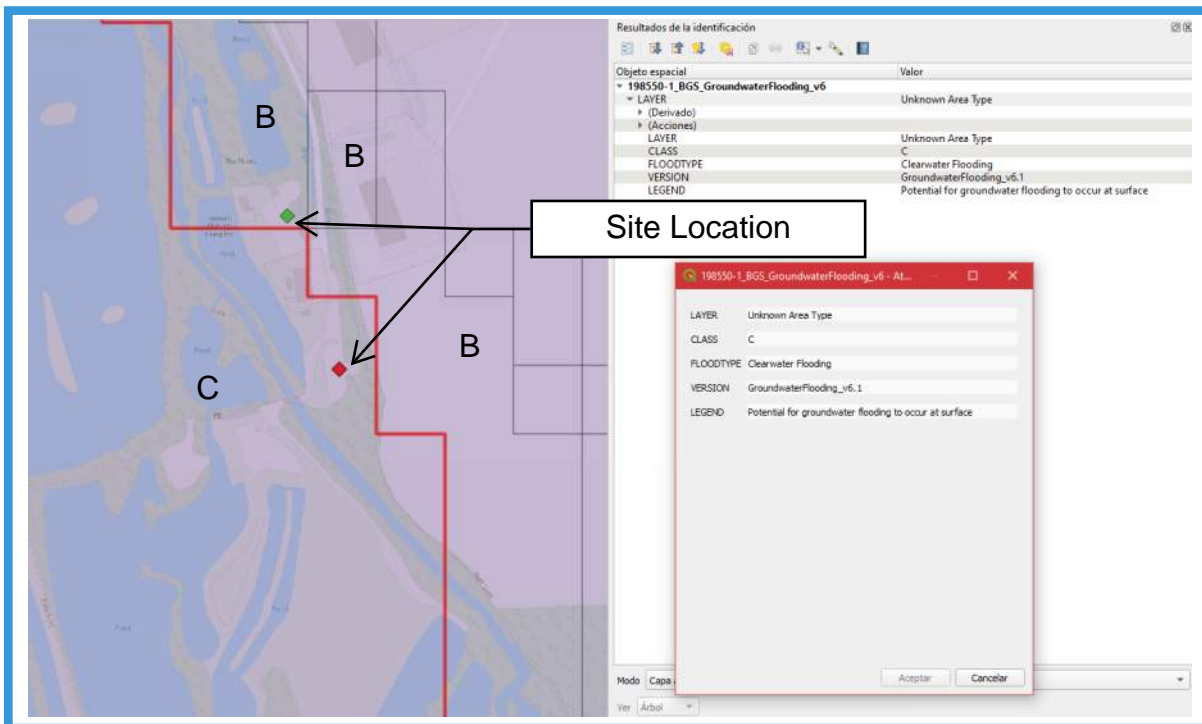 Resultados de la identificación
Objeto espacial Valor
198550-1_BGS_GroundwaterFlooding_v6
LAYER Unknown Area Type
(Derivado)
(Acciones)
LAYER Unknown Area Type
CLASS C
FLOODTYPE Clearwater Flooding
VERSION GroundwaterFlooding_v6.1
LEGEND Potential for groundwater flooding to occur at surface
B
B
Site Location
B
C
198550-1_BGS_GroundwaterFlooding_v6 - At...
LAYER Unknown Area Type
CLASS C
FLOODTYPE Clearwater Flooding
VERSION GroundwaterFlooding_v6.1
LEGEND Potential for groundwater flooding to occur at surface
Aceptar Cancelar
Modo Capa
Ver Árbol